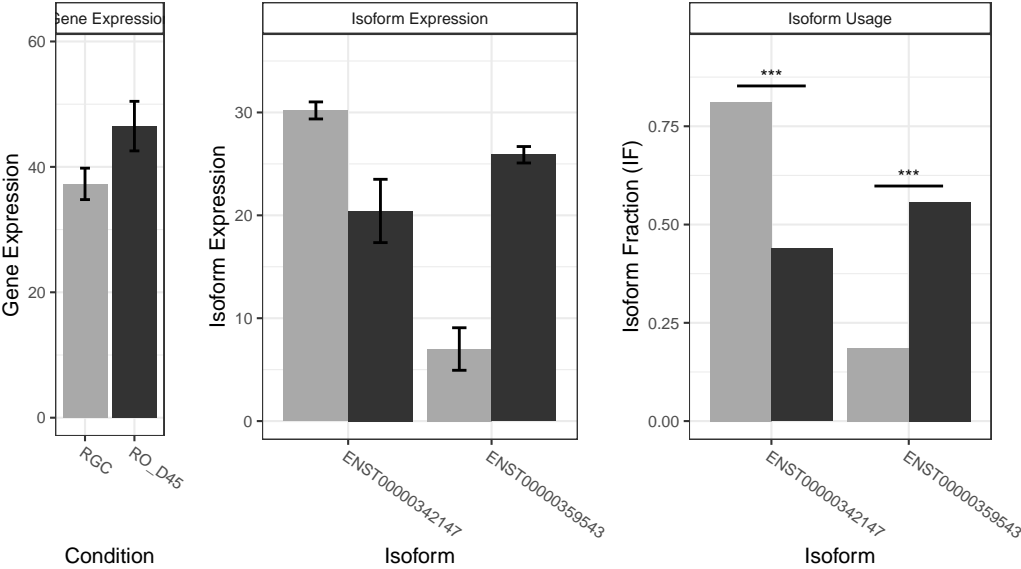 Gene Expression
Isoform Expression
Isoform Usage
Gene Expression
60
40
20
0
RGC
RO_D45
Condition
Isoform Expression
30
20
10
0
ENST00000342147
ENST00000359543
Isoform
Isoform Fraction (IF)
0.75
0.50
0.25
0.00
***
***
ENST00000342147
ENST00000359543
Isoform